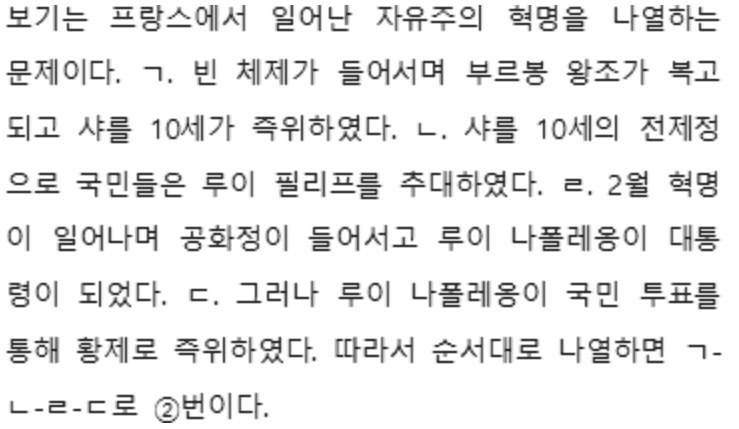 보기는 프랑스에서 일어난 자유주의 혁명을 나열하는
문제이다. ㄱ. 빈 체제가 들어서며 부르봉 왕조가 복고
되고 샤를 10세가 즉위하였다. ㄴ. 샤를 10세의 전제정
으로 국민들은 루이 필리프를 추대하였다. ㄹ. 2월 혁명
이 일어나며 공화정이 들어서고 루이 나폴레옹이 대통
령이 되었다. ㄷ. 그러나 루이 나폴레옹이 국민 투표를
통해 황제로 즉위하였다. 따라서 순서대로 나열하면 ㄱ-
ㄴ-ㄹ-ㄷ로 ②번이다.